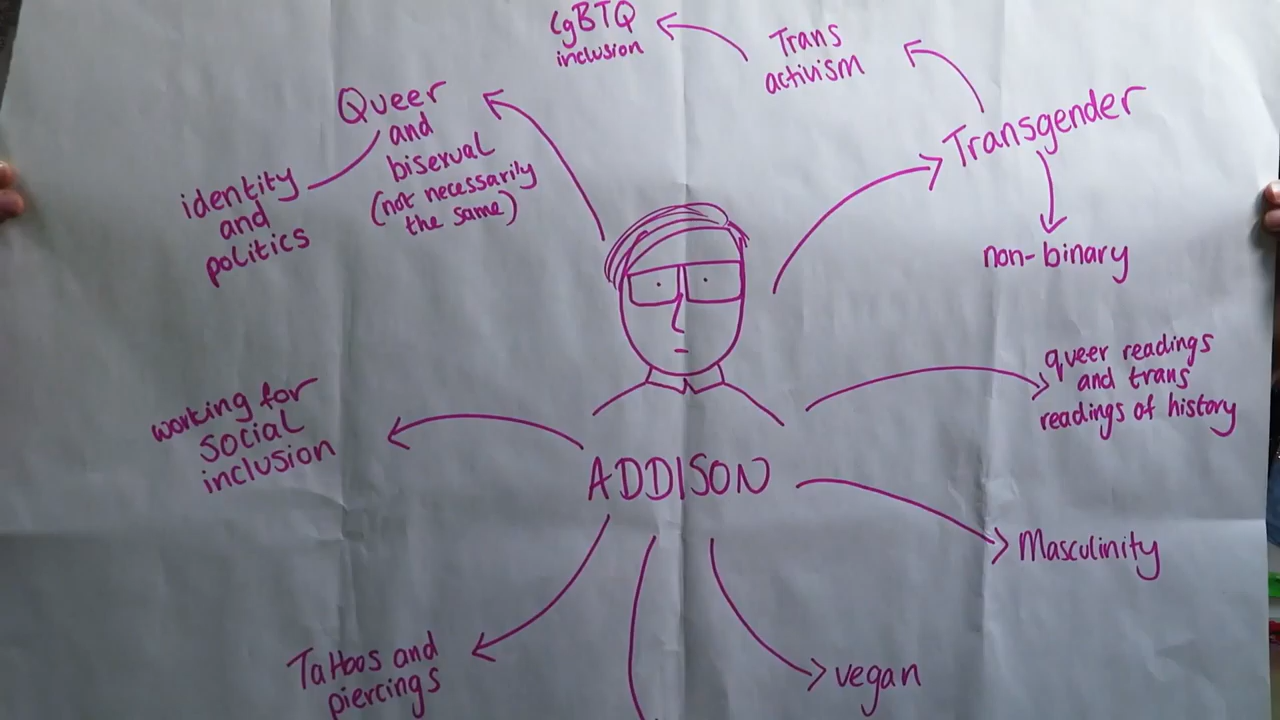 LgBTQ
inclusion
Trans
activism
Transgender
non-binary
Queer
and
bisexual
(not necessarily
the same)
identity
and
politics
queer readings
and trans
readings of history
working for
social
inclusion
ADDISON
Masculinity
Tattoos and
piercings
vegan